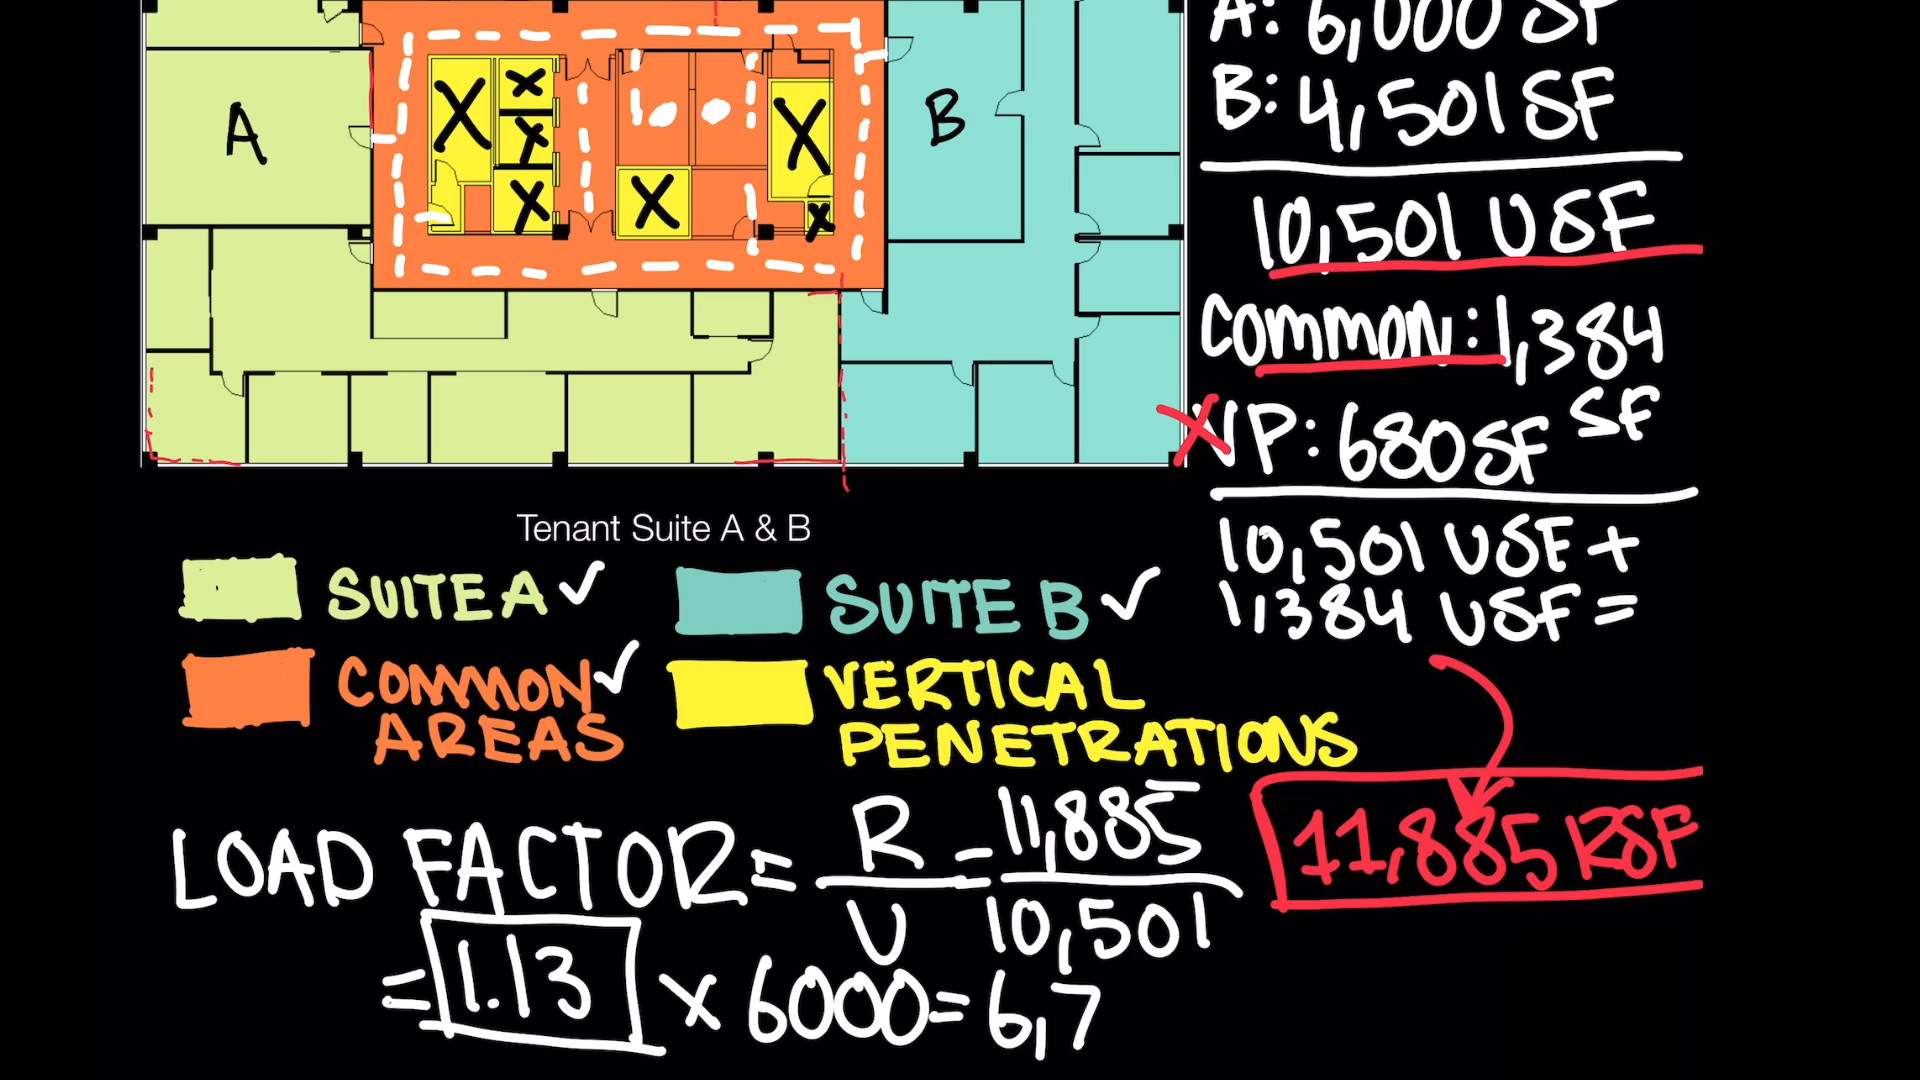 A: 6,000 SF
B: 4,501 SF
10,501 USF
Common: 1,384
SF
VP: 680 SF
10,501 USF +
1,384 USF =
11,885 RSF
A
B
X
X
X
X
X
X
X
Tenant Suite A & B
SUITE A ✓
SUITE B ✓
COMMON ✓
AREAS
VERTICAL
PENETRATIONS
LOAD FACTOR = R/U = 11,885/10,501
= 1.13 x 6000 = 6,7